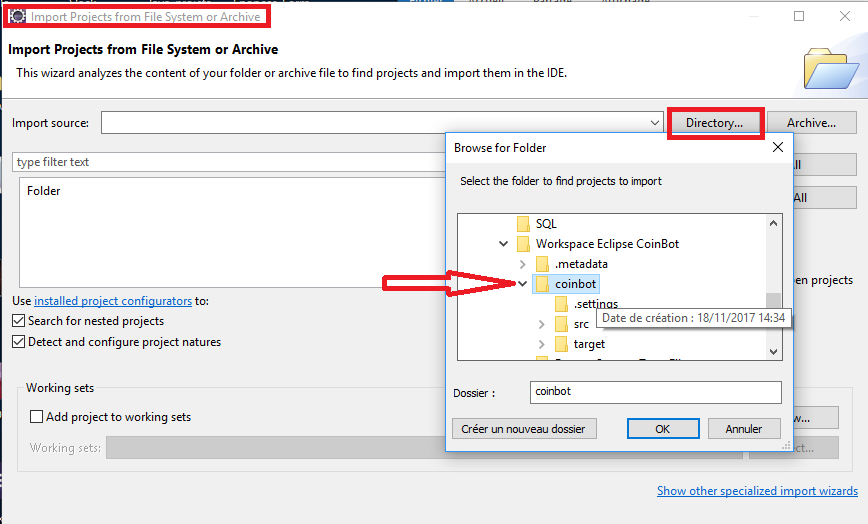 Import Projects from File System or Archive
Import Projects from File System or Archive
This wizard analyzes the content of your folder or archive file to find projects and import them in the IDE.
Import source:
Directory...
Archive...
type filter text
Folder
Browse for Folder
Select the folder to find projects to import
SQL
Workspace Eclipse CoinBot
.metadata
coinbot
.settings
Date de création : 18/11/2017 14:34
src
target
Dossier :
coinbot
Créer un nouveau dossier
OK
Annuler
All
open projects
Use installed project configurators to:
Search for nested projects
Detect and configure project natures
Working sets
Add project to working sets
Working sets:
Show other specialized import wizards